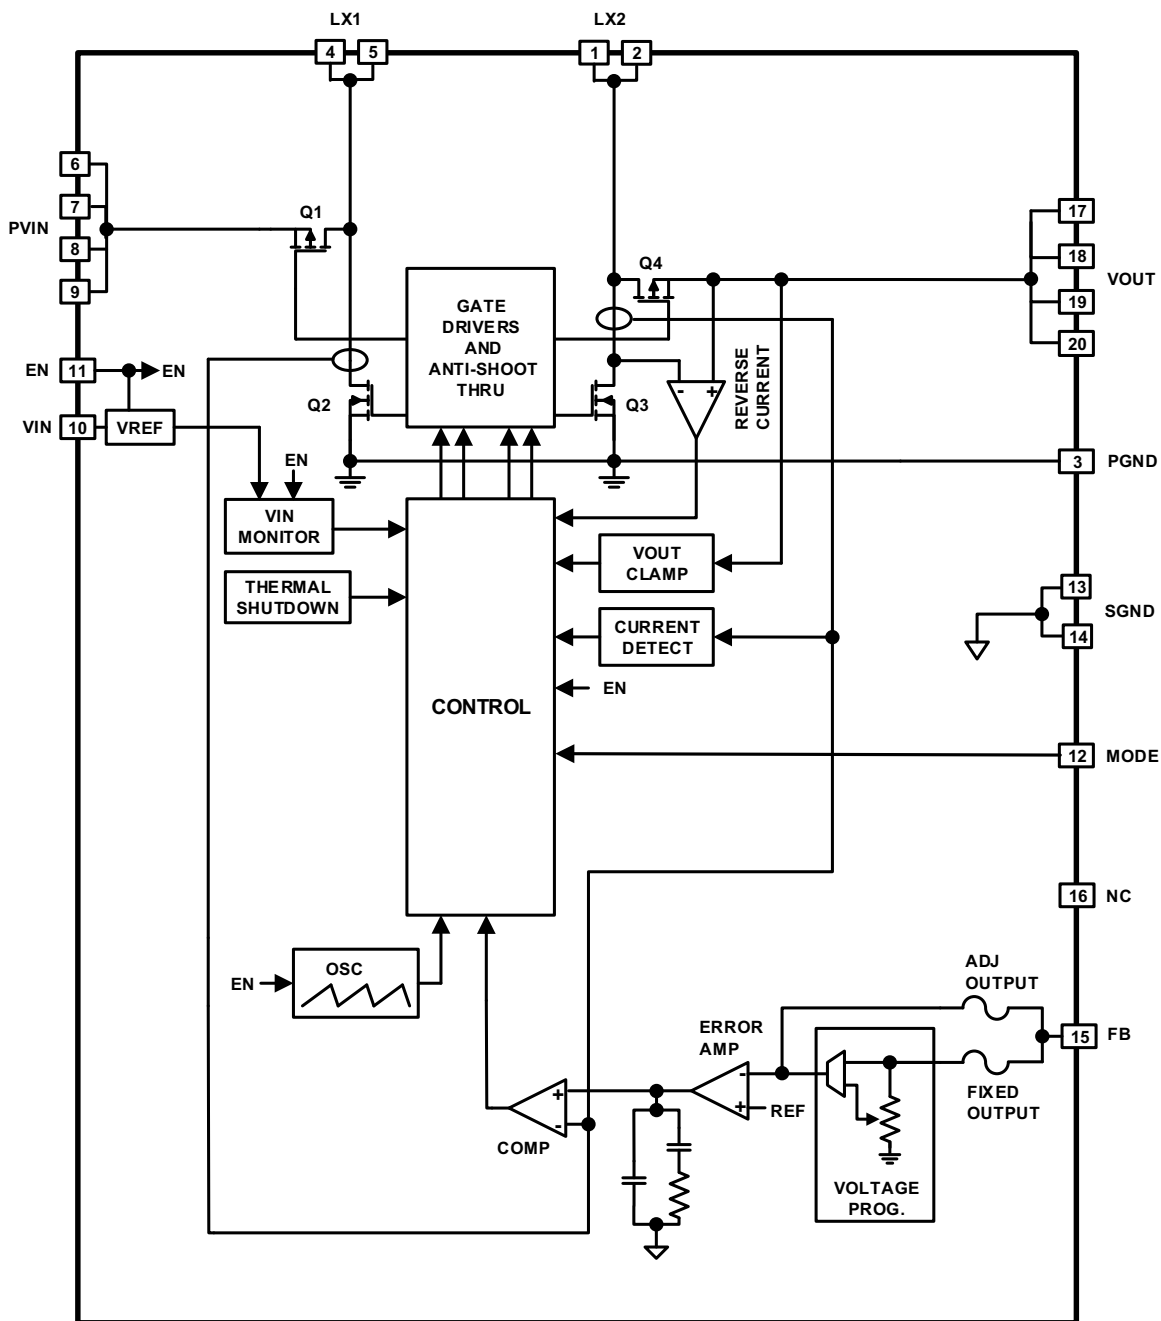 LX1
LX2
4
5
1
2
6
7
PVIN
8
9
Q1
Q4
17
18
VOUT
19
20
GATE
DRIVERS
AND
ANTI-SHOOT
THRU
EN
11
EN
VIN
10
VREF
Q2
Q3
-
+
REVERSE
CURRENT
EN
3
PGND
VIN
MONITOR
VOUT
CLAMP
THERMAL
SHUTDOWN
13
SGND
14
CURRENT
DETECT
EN
CONTROL
12
MODE
16
NC
OSC
EN
ADJ
OUTPUT
ERROR
AMP
15
FB
-
+
REF
FIXED
OUTPUT
+
-
COMP
VOLTAGE
PROG.